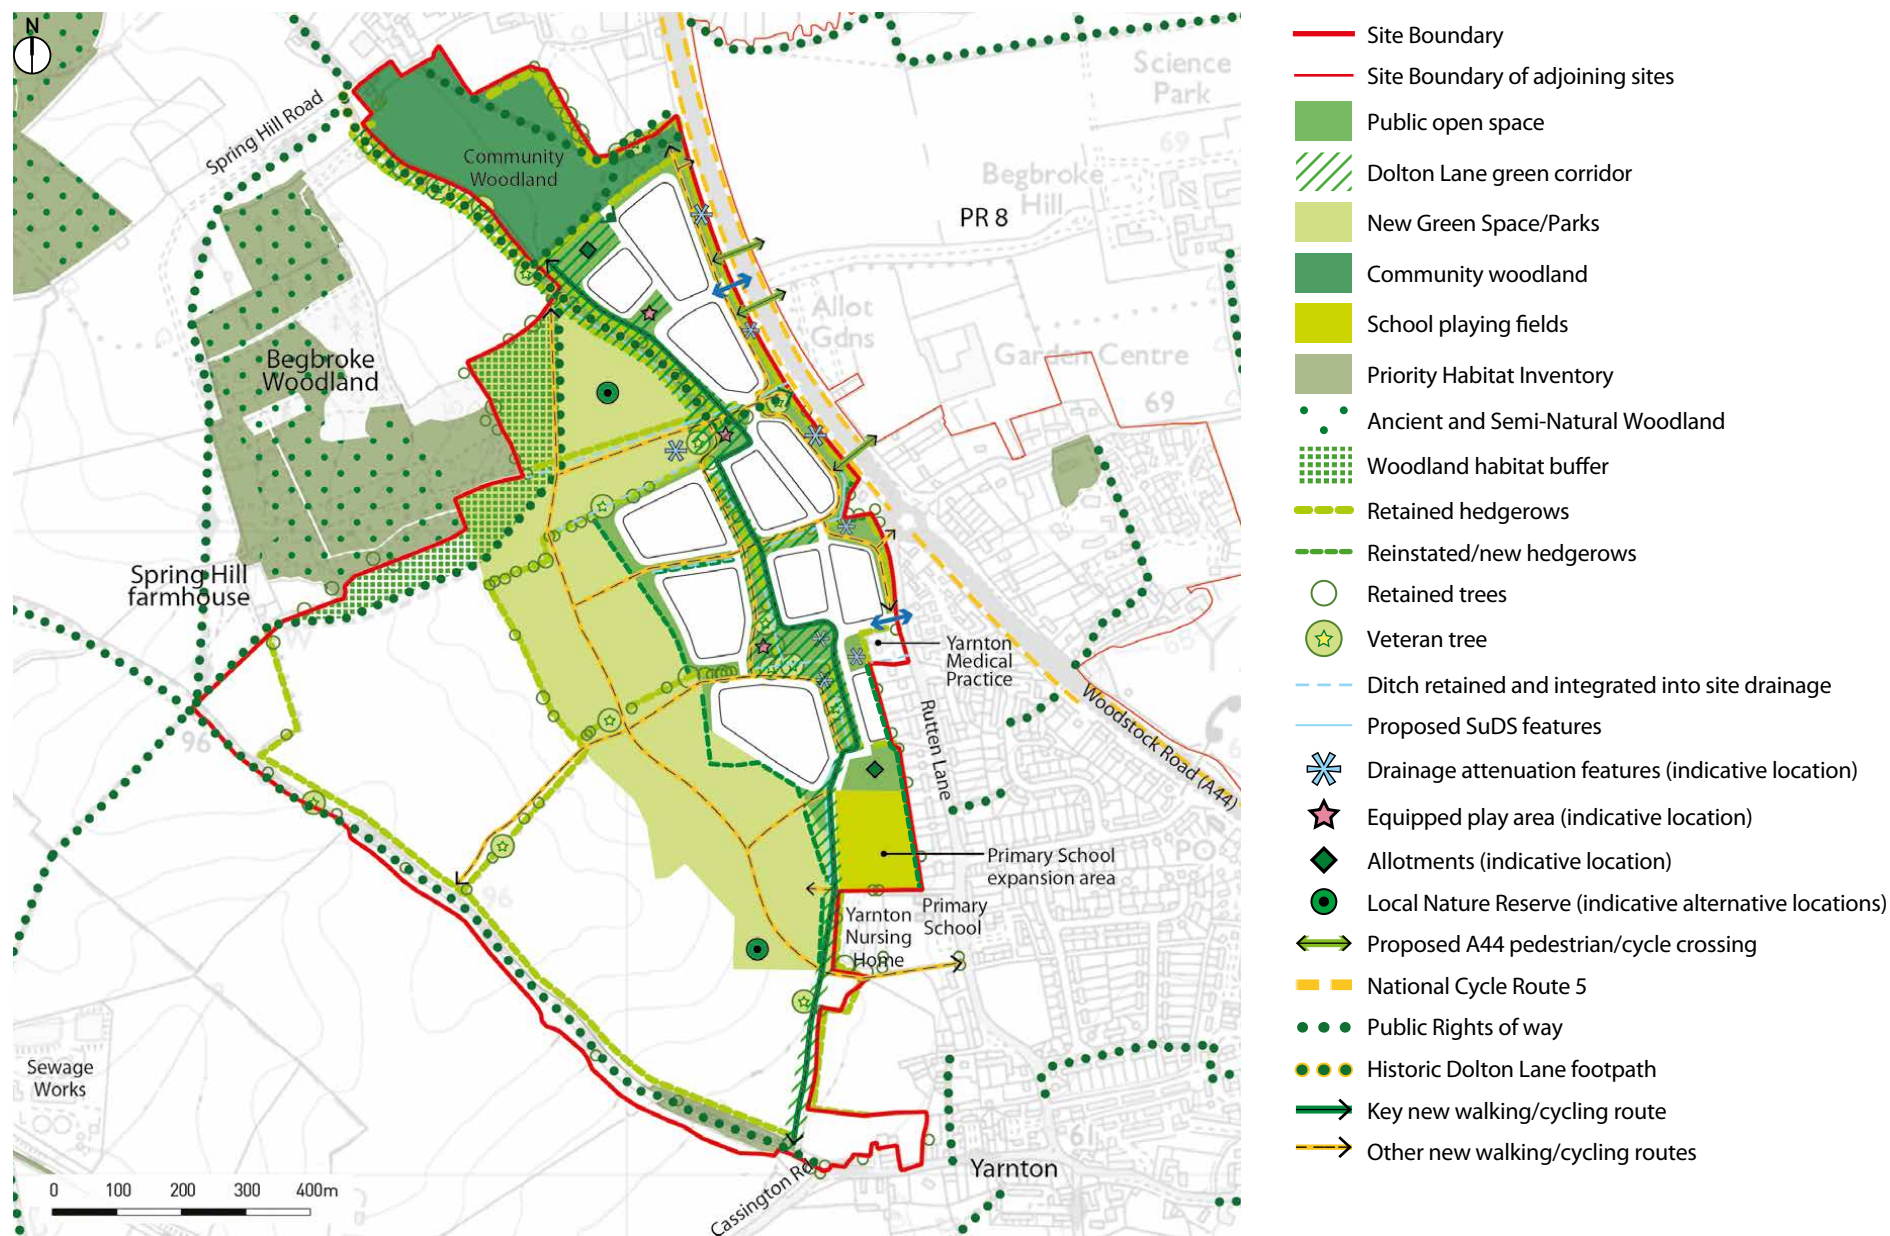 N
Spring Hill Road
Community
Woodland
Science
Park
69
Begbroke
Hill
PR 8
Allot
Gdns
Garden Centre
69
Begbroke
Woodland
Spring Hill
farmhouse
96
96
Yarnton
Medical
Practice
Rutten Lane
Woodstock Road (A44)
Primary School
expansion area
Yarnton
Nursing
Home
Primary
School
Sewage
Works
61
Yarnton
Cassington Rd
0 100 200 300 400m
Site Boundary
Site Boundary of adjoining sites
Public open space
Dolton Lane green corridor
New Green Space/Parks
Community woodland
School playing fields
Priority Habitat Inventory
Ancient and Semi-Natural Woodland
Woodland habitat buffer
Retained hedgerows
Reinstated/new hedgerows
Retained trees
Veteran tree
Ditch retained and integrated into site drainage
Proposed SuDS features
Drainage attenuation features (indicative location)
Equipped play area (indicative location)
Allotments (indicative location)
Local Nature Reserve (indicative alternative locations)
Proposed A44 pedestrian/cycle crossing
National Cycle Route 5
Public Rights of way
Historic Dolton Lane footpath
Key new walking/cycling route
Other new walking/cycling routes